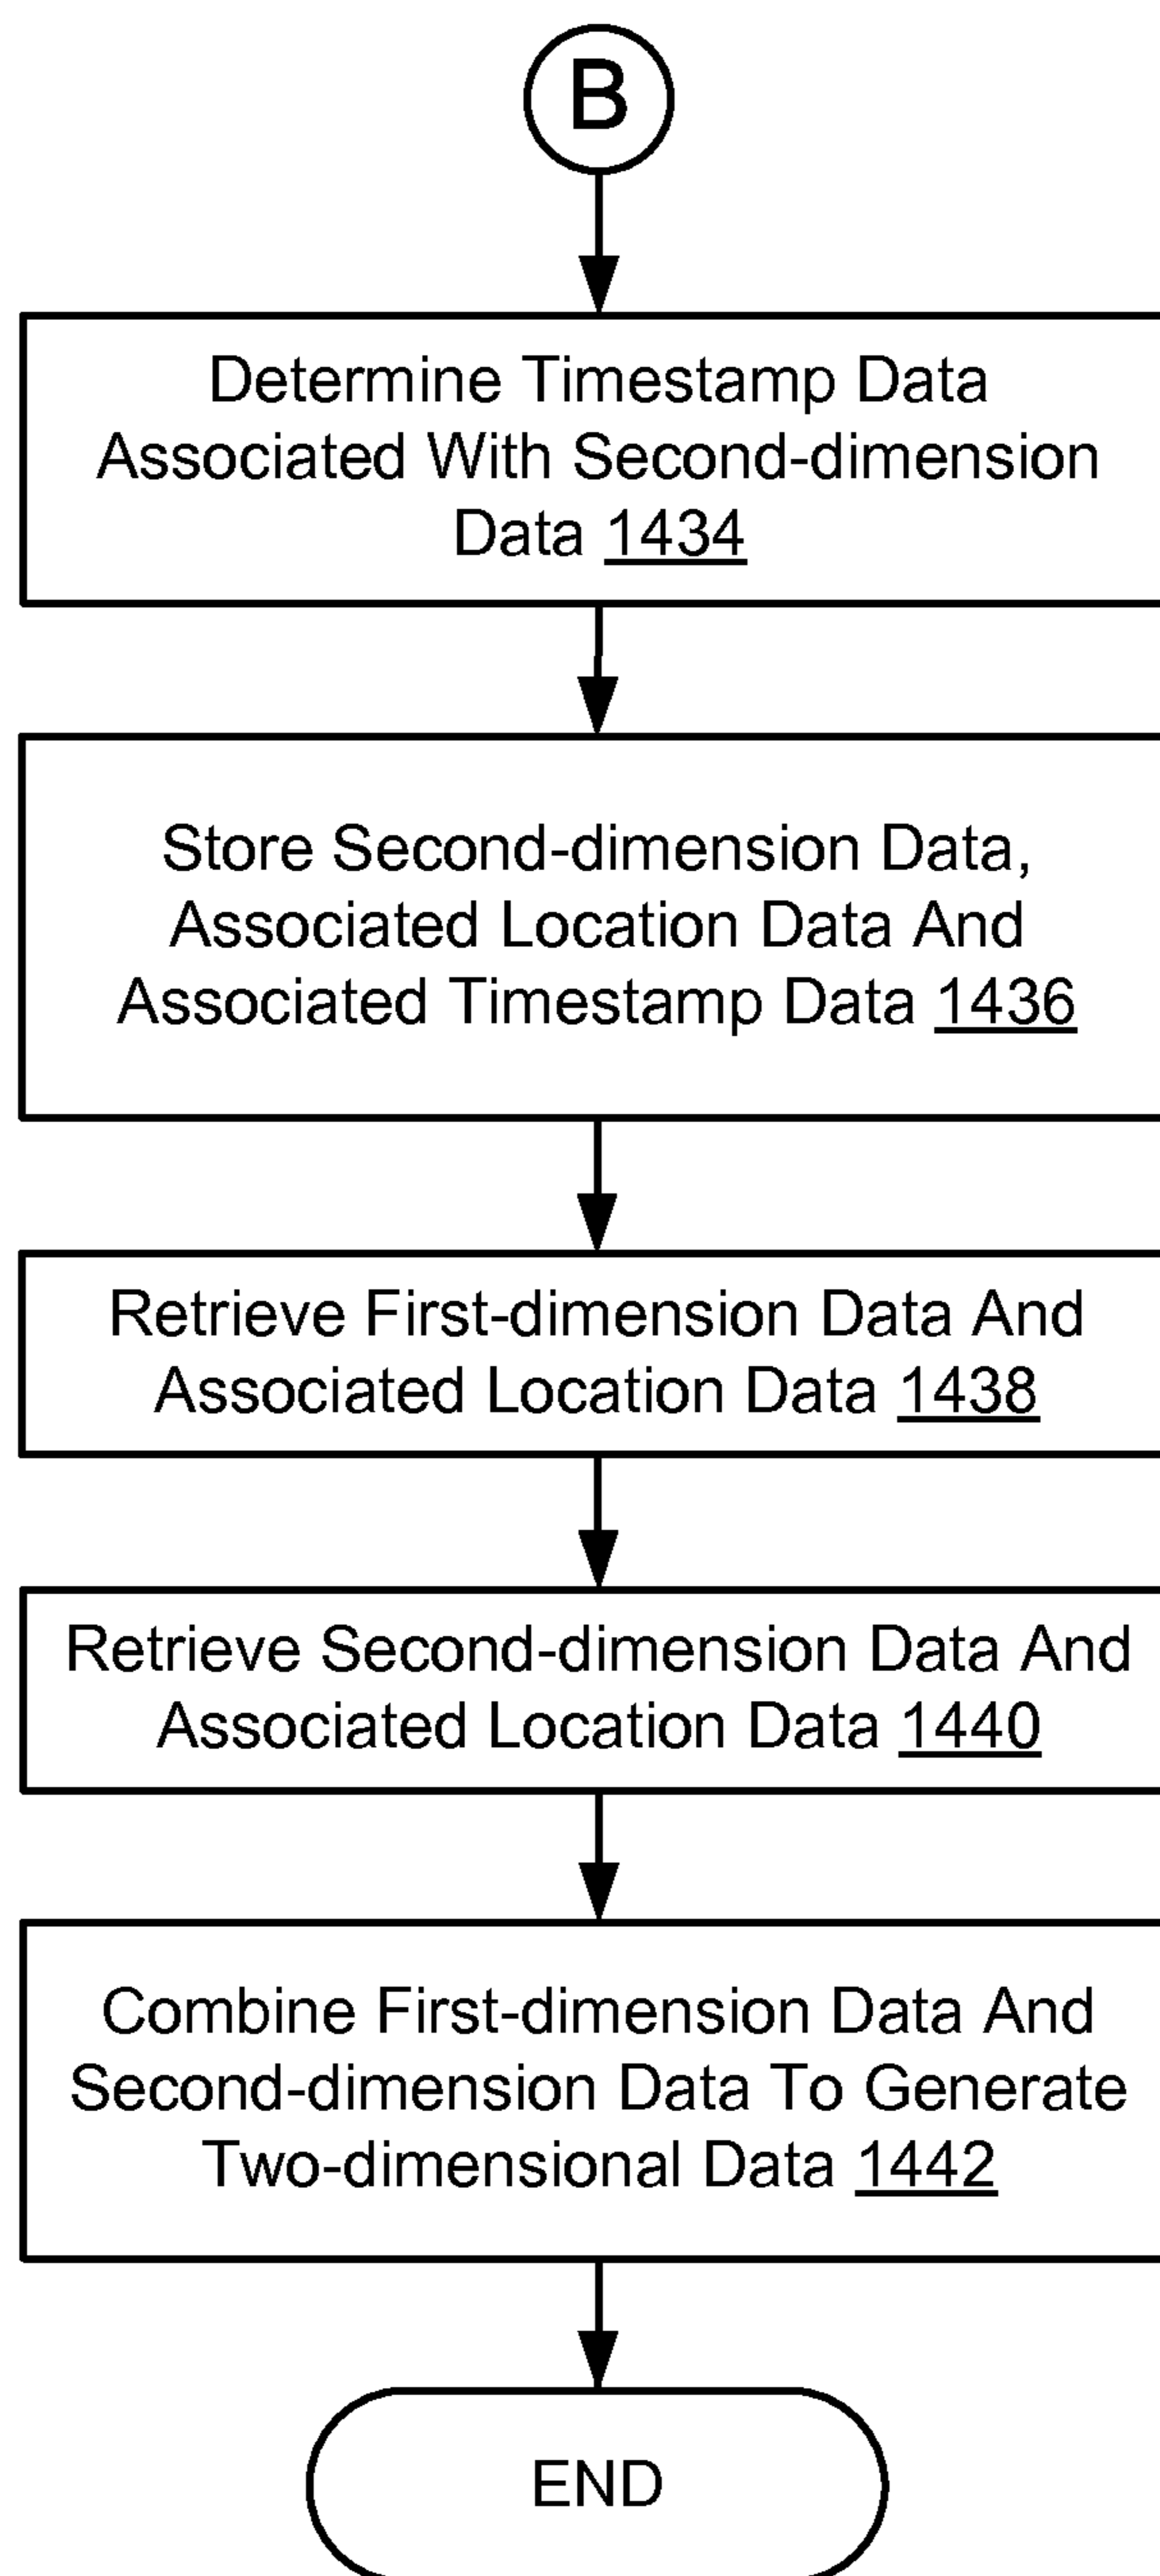 B
Determine Timestamp Data
Associated With Second-dimension
Data 1434
Store Second-dimension Data,
Associated Location Data And
Associated Timestamp Data 1436
Retrieve First-dimension Data And
Associated Location Data 1438
Retrieve Second-dimension Data And
Associated Location Data 1440
Combine First-dimension Data And
Second-dimension Data To Generate
Two-dimensional Data 1442
END